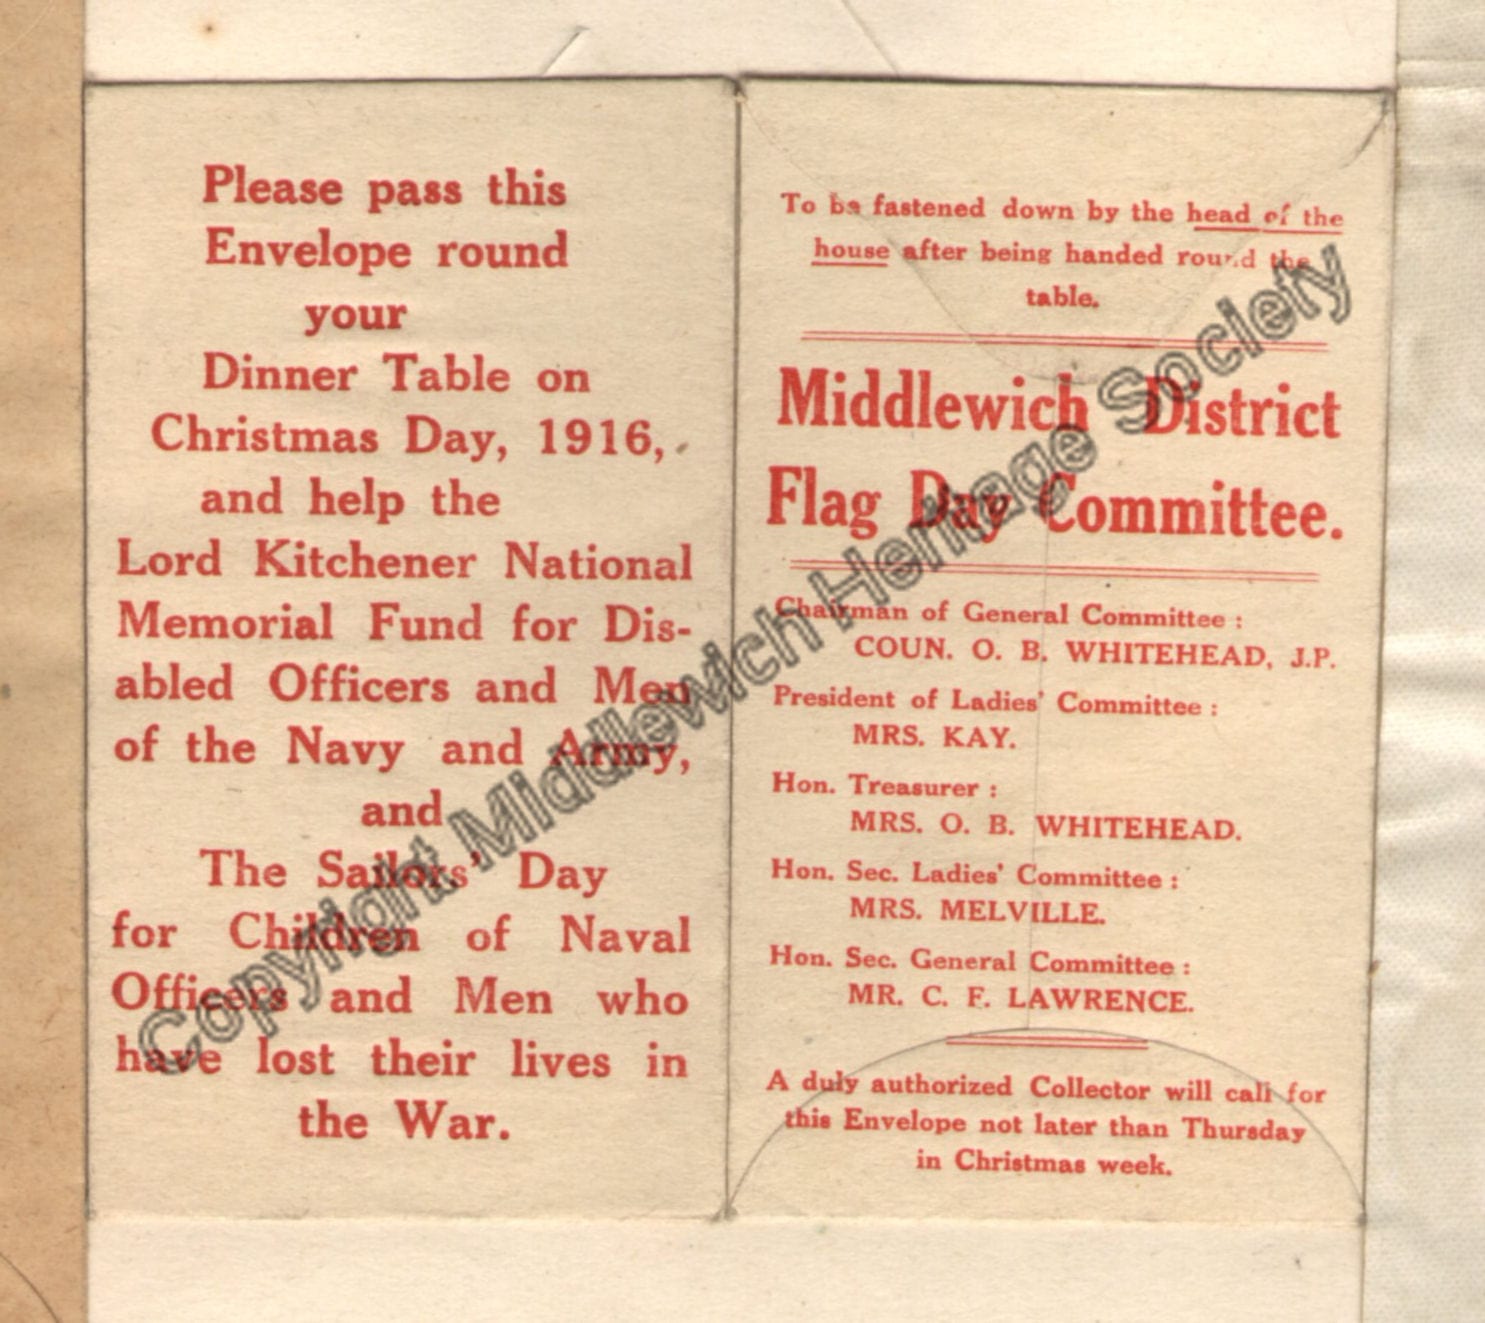 Please pass this
Envelope round
your
Dinner Table on
Christmas Day, 1916,
and help the
Lord Kitchener National
Memorial Fund for Dis-
abled Officers and Men
of the Navy and Army,
and
The Sailors' Day
for Children of Naval
Officers and Men who
have lost their lives in
the War.
To be fastened down by the head of the
house after being handed round the
table.
Middlewich District
Flag Day Committee.
Chairman of General Committee :
COUN. O. B. WHITEHEAD, J.P.
President of Ladies' Committee :
MRS. KAY.
Hon. Treasurer :
MRS. O. B. WHITEHEAD.
Hon. Sec. Ladies' Committee :
MRS. MELVILLE.
Hon. Sec. General Committee :
MR. C. F. LAWRENCE.
A duly authorized Collector will call for
this Envelope not later than Thursday
in Christmas week.
Copyright Middlewich Heritage Society